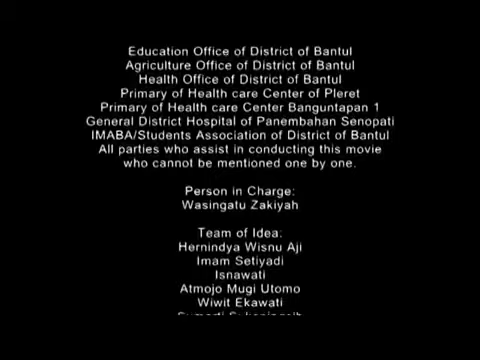 Education Office of District of Bantul
Agriculture Office of District of Bantul
Health Office of District of Bantul
Primary of Health care Center of Pleret
Primary of Health care Center Banguntapan 1
General District Hospital of Panembahan Senopati
IMABA/Students Association of District of Bantul
All parties who assist in conducting this movie
who cannot be mentioned one by one.
Person in Charge:
Wasingatu Zakiyah
Team of Idea:
Hernindya Wisnu Aji
Imam Setiyadi
Isnawati
Atmojo Mugi Utomo
Wiwit Ekawati